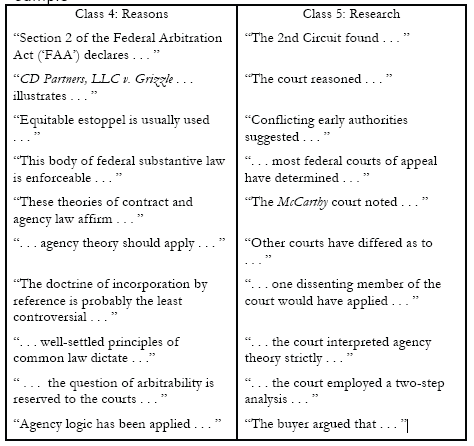 Class 4: Reasons
Class 5: Research
“Section 2 of the Federal Arbitration
Act (‘FAA’) declares . . . ”
“The 2nd Circuit found . . . ”
“CD Partners, LLC v. Grizzle . . .
illustrates . . . ”
“The court reasoned . . . ”
“Equitable estoppel is usually used
. . . ”
“Conflicting early authorities
suggested . . . ”
“This body of federal substantive law
is enforceable . . . ”
“. . . most federal courts of appeal
have determined . . . ”
“These theories of contract and
agency law affirm . . . ”
“The McCarthy court noted . . . ”
“. . . agency theory should apply . . . ”
“Other courts have differed as to
. . . ”
“The doctrine of incorporation by
reference is probably the least
controversial . . . ”
“. . . one dissenting member of the
court would have applied . . . ”
“. . . well-settled principles of
common law dictate . . .”
“. . . the court interpreted agency
theory strictly . . . ”
“ . . . the question of arbitrability is
reserved to the courts . . . ”
“. . . the court employed a two-step
analysis . . . ”
“Agency logic has been applied . . . ”
“The buyer argued that . . . ”